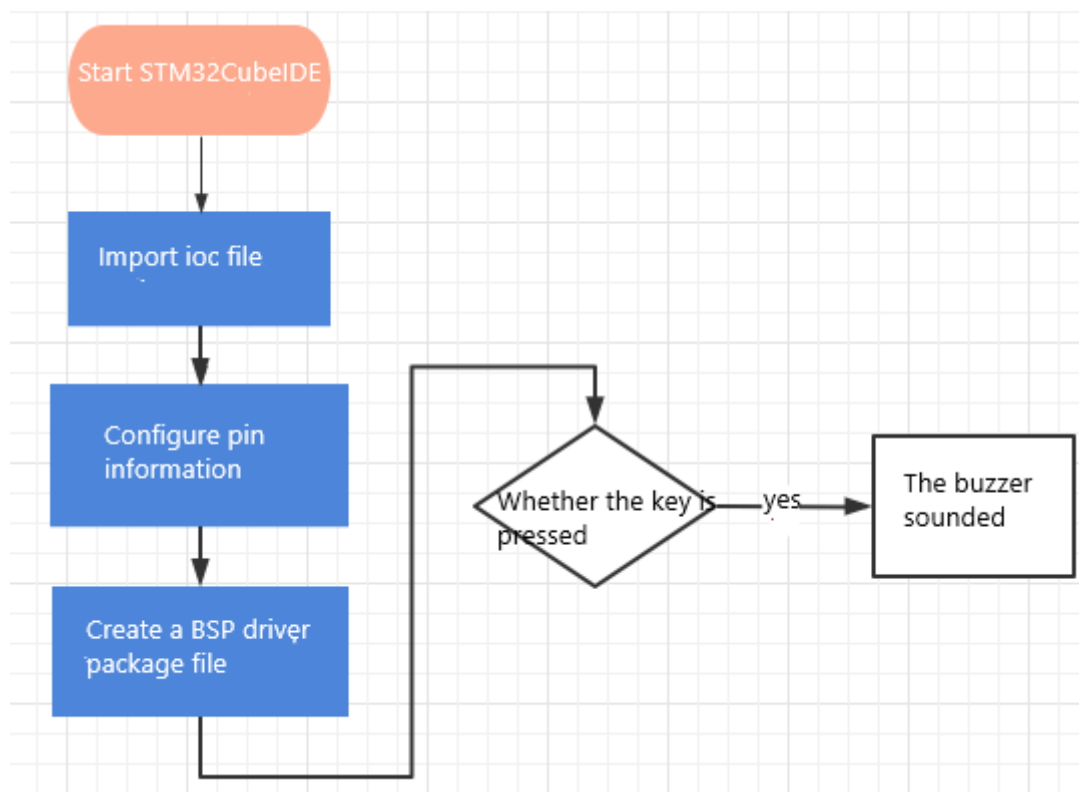 Start STM32CubeIDE
Import ioc file
Configure pin
information
Create a BSP driver
package file
Whether the key is
pressed
yes
The buzzer
sounded